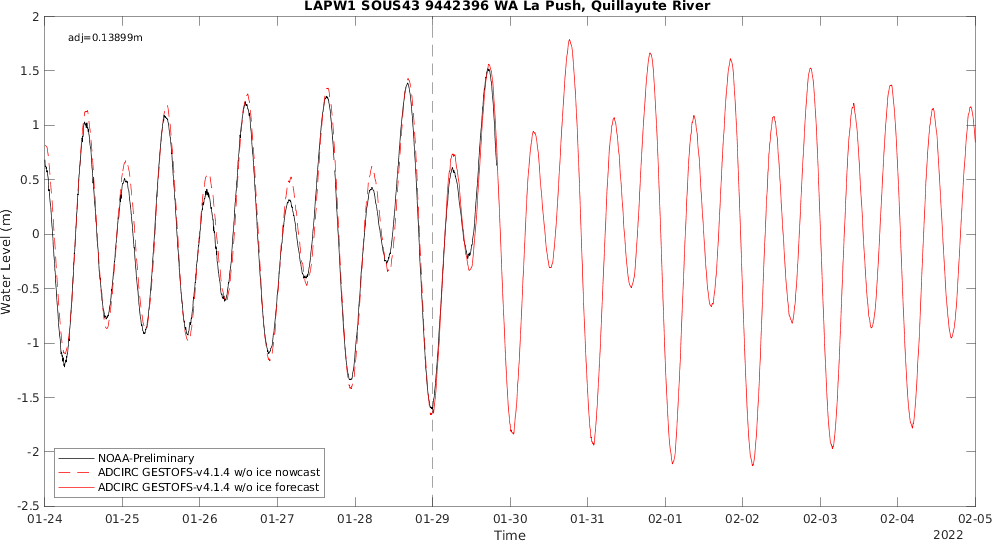 LAPW1 SOUS43 9442396 WA La Push, Quillayute River
adj=0.13899m
2
1.5
1
0.5
0
-0.5
-1
-1.5
-2
-2.5
Water Level (m)
NOAA-Preliminary
ADCIRC GESTOFS-v4.1.4 w/o ice nowcast
ADCIRC GESTOFS-v4.1.4 w/o ice forecast
01-24 01-25 01-26 01-27 01-28 01-29 01-30 01-31 02-01 02-02 02-03 02-04 02-05
Time
2022